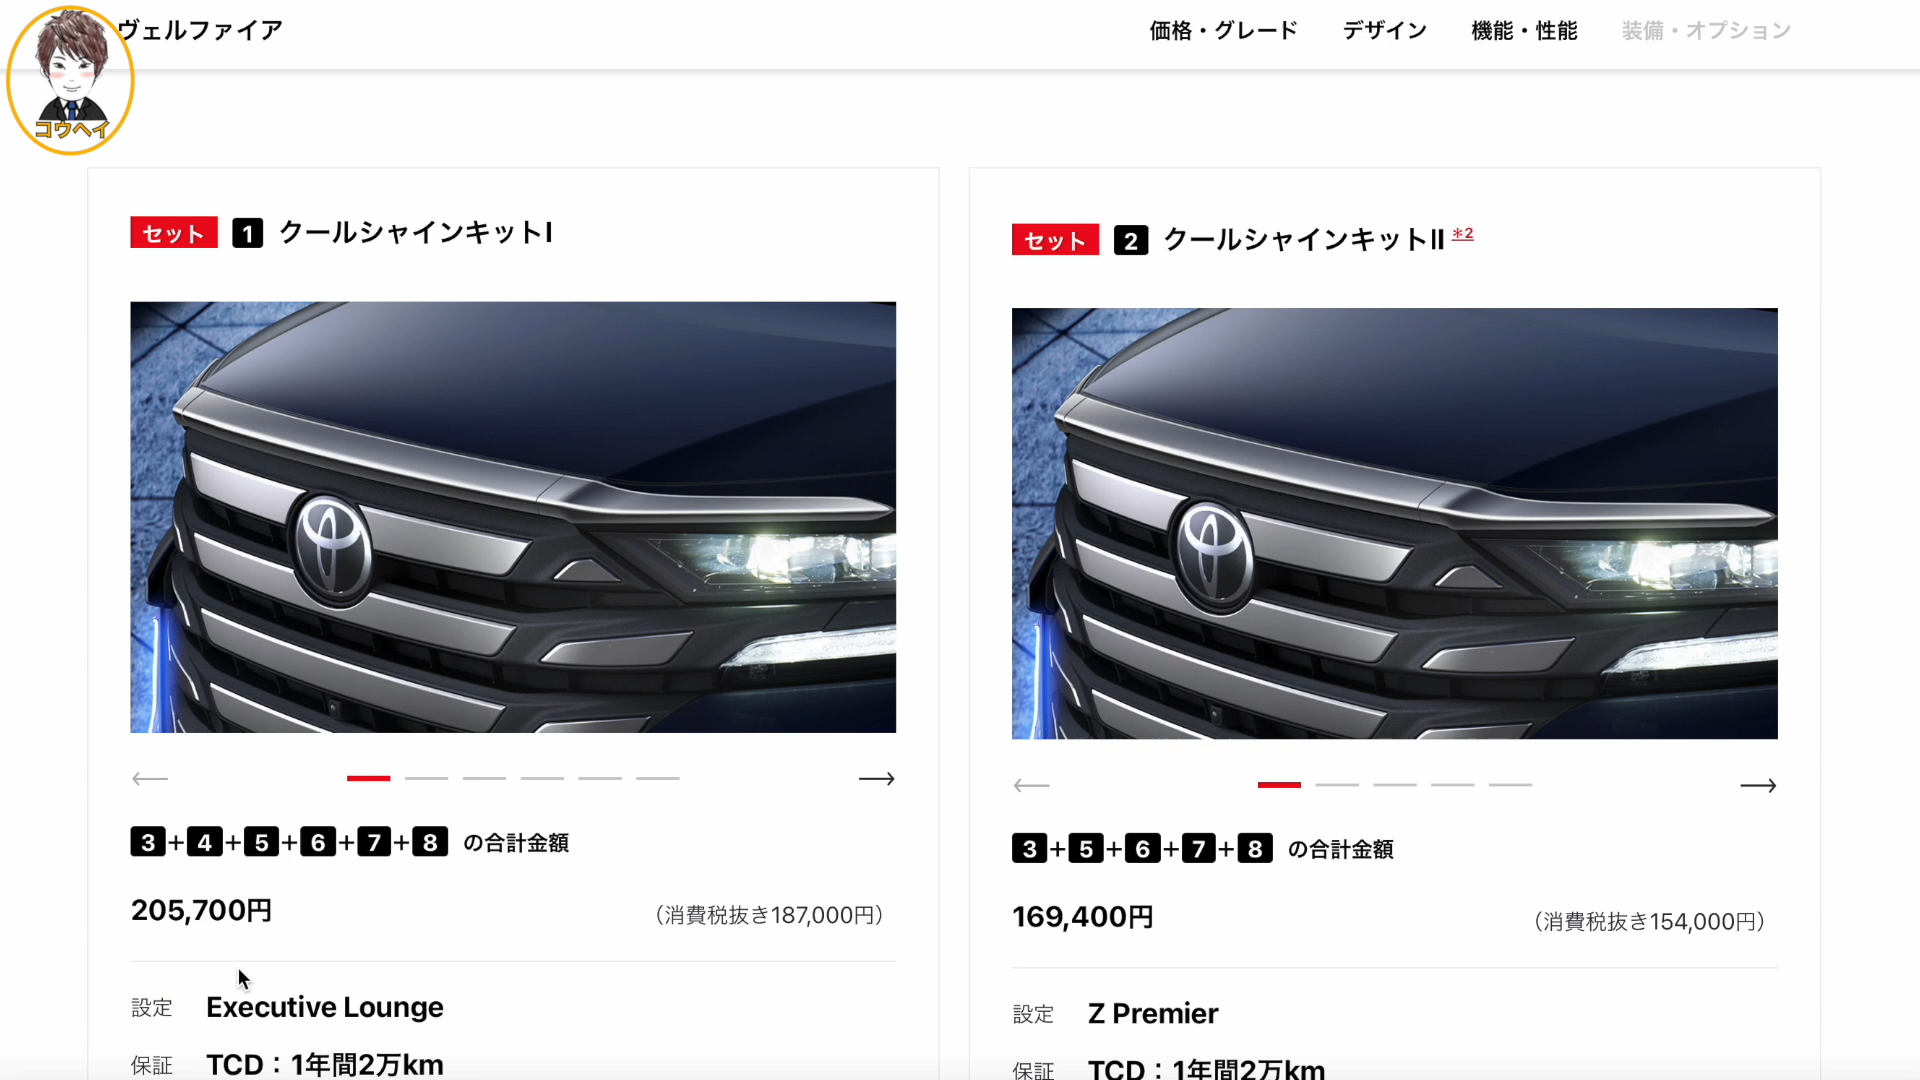 ヴェルファイア
価格・グレード デザイン 機能・性能 装備・オプション
コウヘイ
セット 1 クールシャインキットI
3+4+5+6+7+8 の合計金額
205,700円 （消費税抜き187,000円）
設定 Executive Lounge
保証 TCD：1年間2万km
セット 2 クールシャインキットII *2
3+5+6+7+8 の合計金額
169,400円 （消費税抜き154,000円）
設定 Z Premier
保証 TCD：1年間2万km